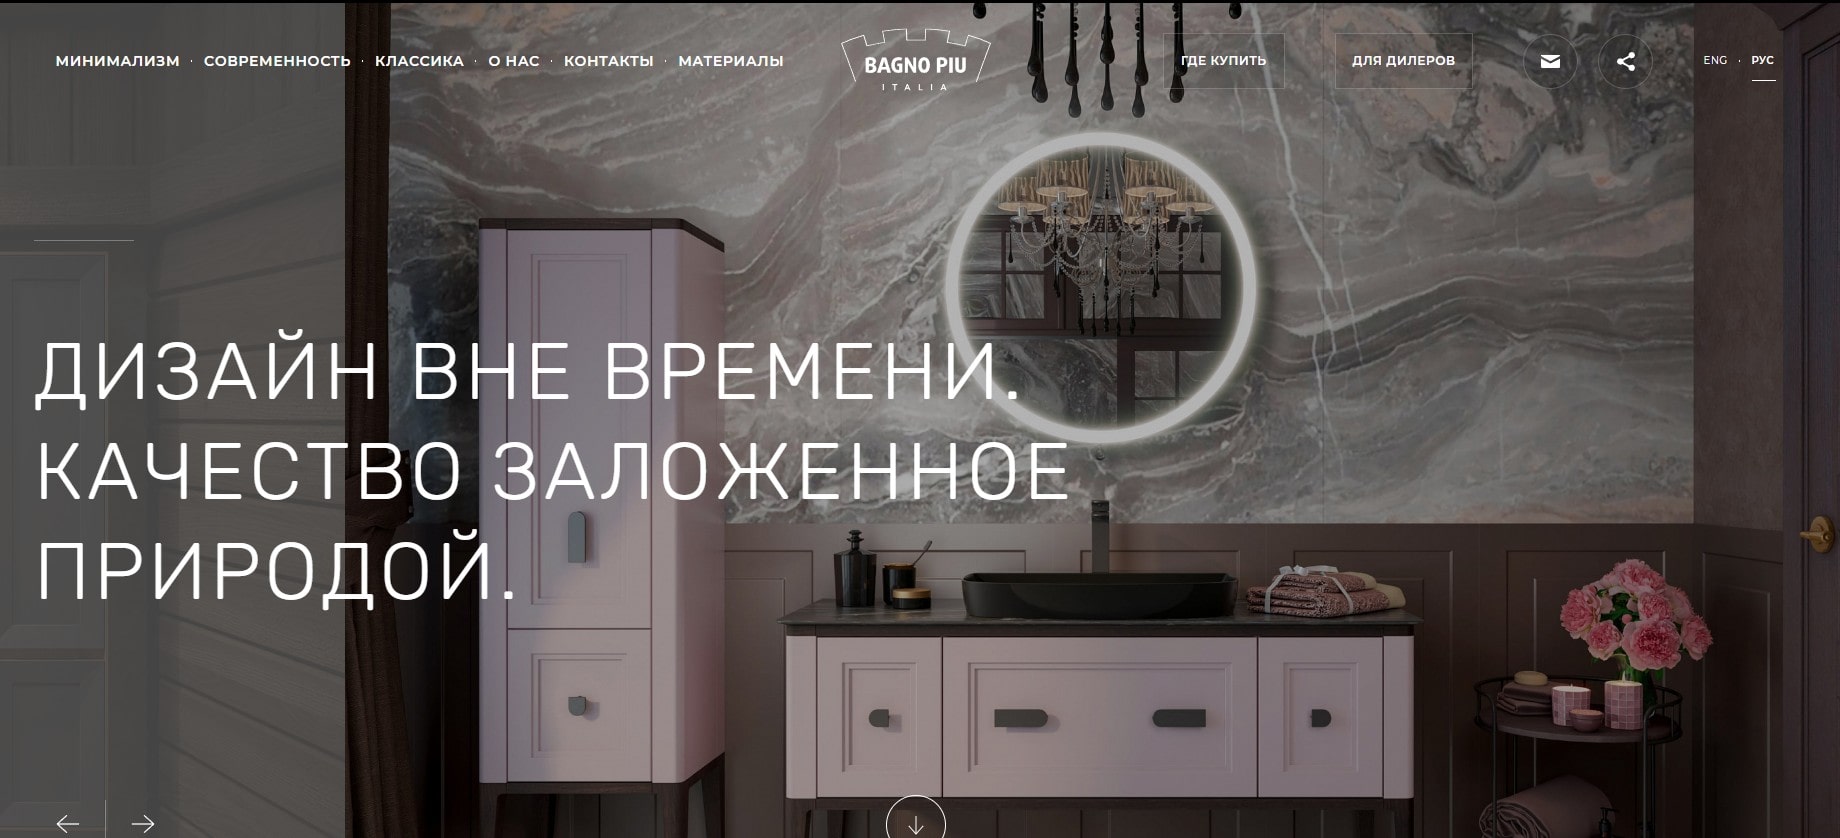 МИНИМАЛИЗМ · СОВРЕМЕННОСТЬ · КЛАССИКА · О НАС · КОНТАКТЫ · МАТЕРИАЛЫ
BAGNO PIU
ITALIA
ГДЕ КУПИТЬ
ДЛЯ ДИЛЕРОВ
ENG · РУС
ДИЗАЙН ВНЕ ВРЕМЕНИ.
КАЧЕСТВО ЗАЛОЖЕННОЕ
ПРИРОДОЙ.